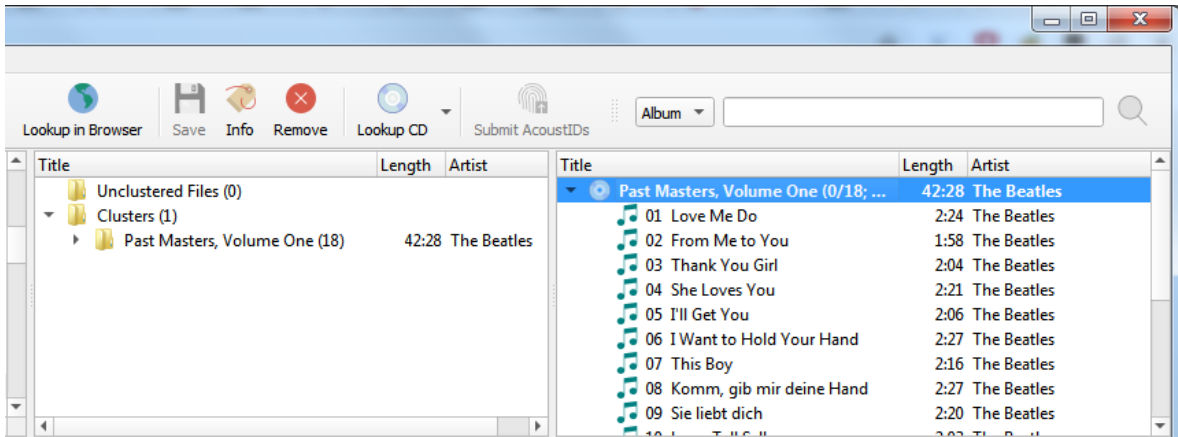 Lookup in Browser Save Info Remove Lookup CD Submit AcoustIDs Album
Title Length Artist
Unclustered Files (0)
Clusters (1)
Past Masters, Volume One (18) 42:28 The Beatles
Title Length Artist
Past Masters, Volume One (0/18; ... 42:28 The Beatles
01 Love Me Do 2:24 The Beatles
02 From Me to You 1:58 The Beatles
03 Thank You Girl 2:04 The Beatles
04 She Loves You 2:21 The Beatles
05 I'll Get You 2:06 The Beatles
06 I Want to Hold Your Hand 2:27 The Beatles
07 This Boy 2:16 The Beatles
08 Komm, gib mir deine Hand 2:27 The Beatles
09 Sie liebt dich 2:20 The Beatles